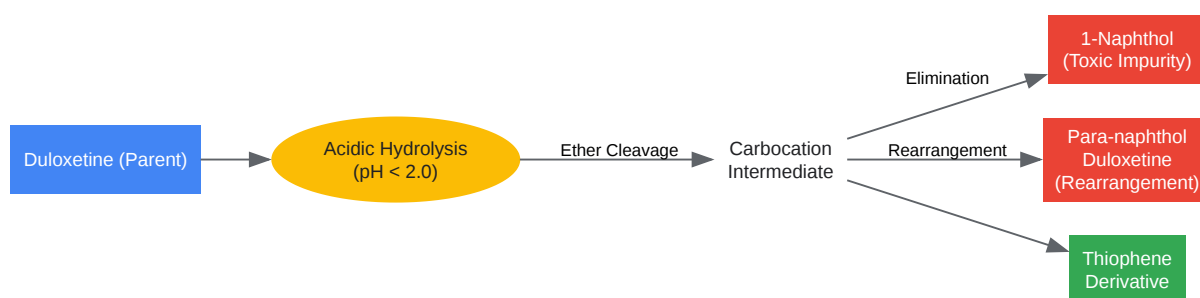 Duloxetine (Parent)
Acidic Hydrolysis
(pH < 2.0)
Ether Cleavage
Carbocation
Intermediate
Elimination
1-Naphthol
(Toxic Impurity)
Rearrangement
Para-naphthol
Duloxetine
(Rearrangement)
Thiophene
Derivative